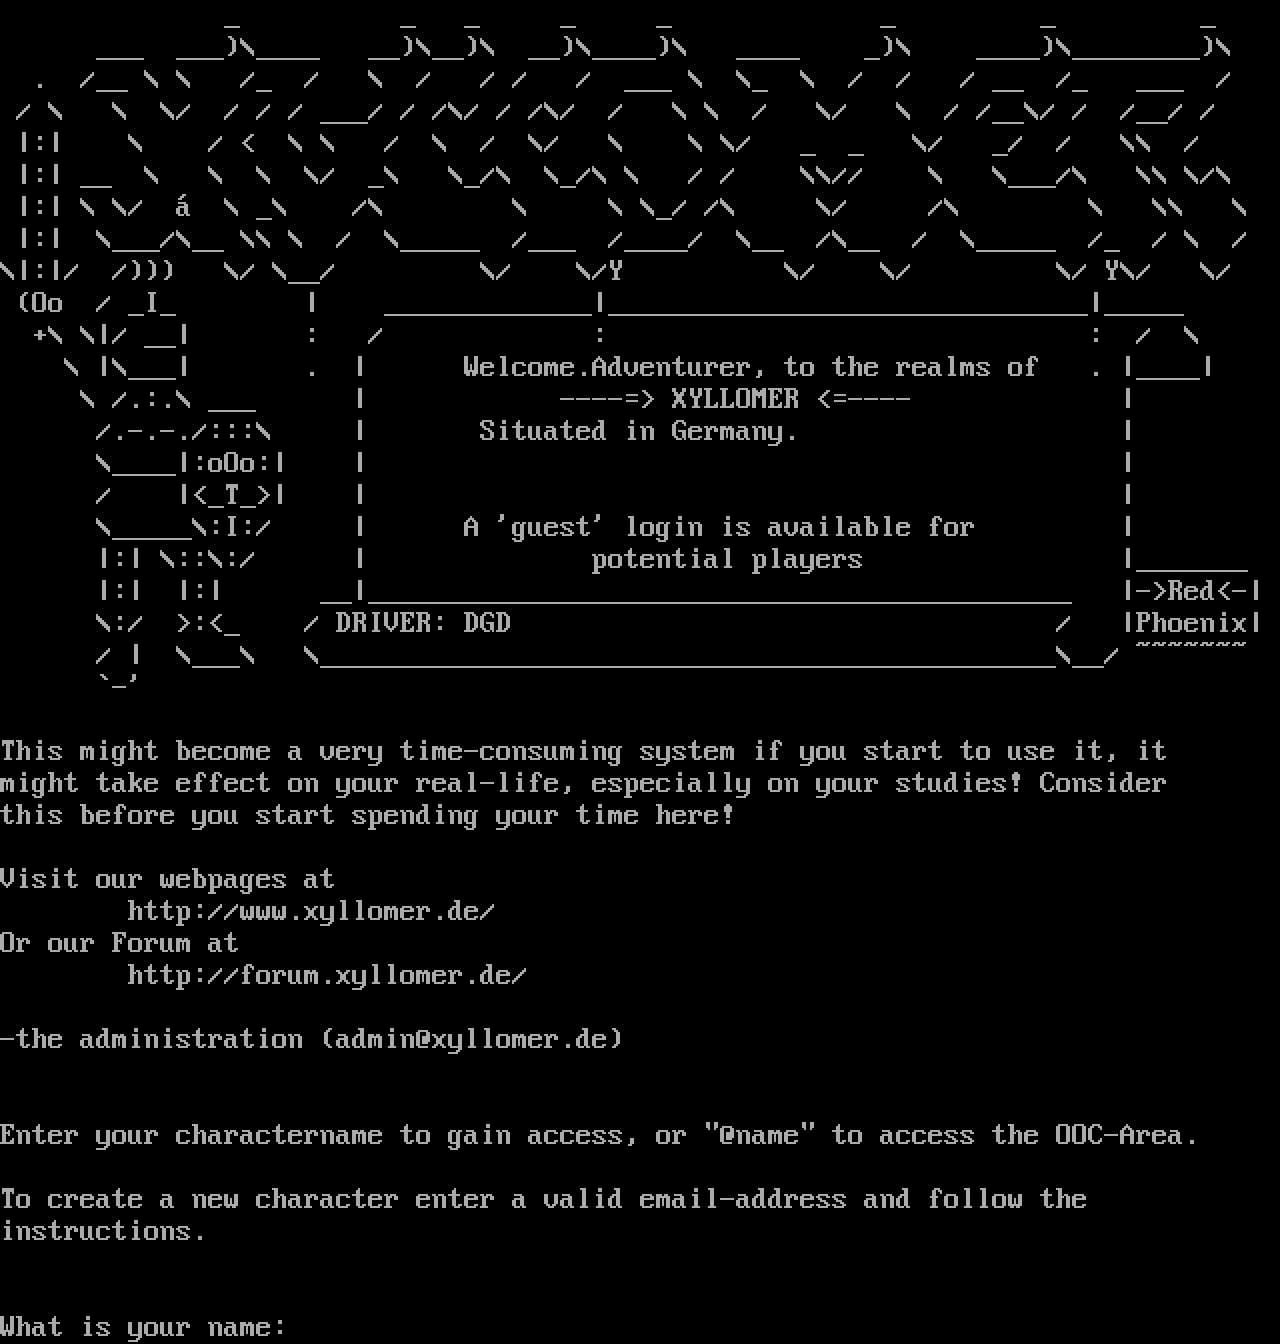 Welcome.Adventurer, to the realms of
----=> XYLLOMER <=----
Situated in Germany.
A 'guest' login is available for
potential players
->Red<-
DRIVER: DGD
Phoenix
This might become a very time-consuming system if you start to use it, it
might take effect on your real-life, especially on your studies! Consider
this before you start spending your time here!
Visit our webpages at
http://www.xyllomer.de/
Or our Forum at
http://forum.xyllomer.de/
-the administration (admin@xyllomer.de)
Enter your charactername to gain access, or "@name" to access the OOC-Area.
To create a new character enter a valid email-address and follow the
instructions.
What is your name: